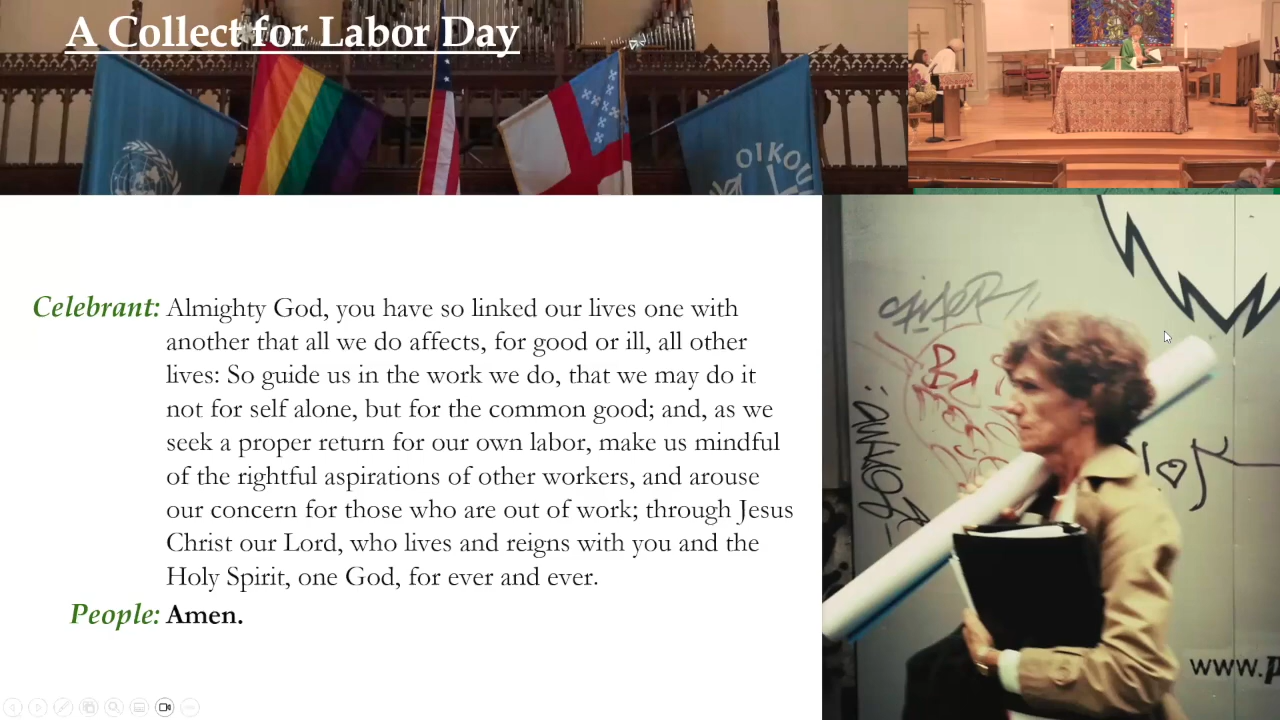 A Collect for Labor Day
OIKOU
Celebrant: Almighty God, you have so linked our lives one with
another that all we do affects, for good or ill, all other
lives: So guide us in the work we do, that we may do it
not for self alone, but for the common good; and, as we
seek a proper return for our own labor, make us mindful
of the rightful aspirations of other workers, and arouse
our concern for those who are out of work; through Jesus
Christ our Lord, who lives and reigns with you and the
Holy Spirit, one God, for ever and ever.
People: Amen.
www.p